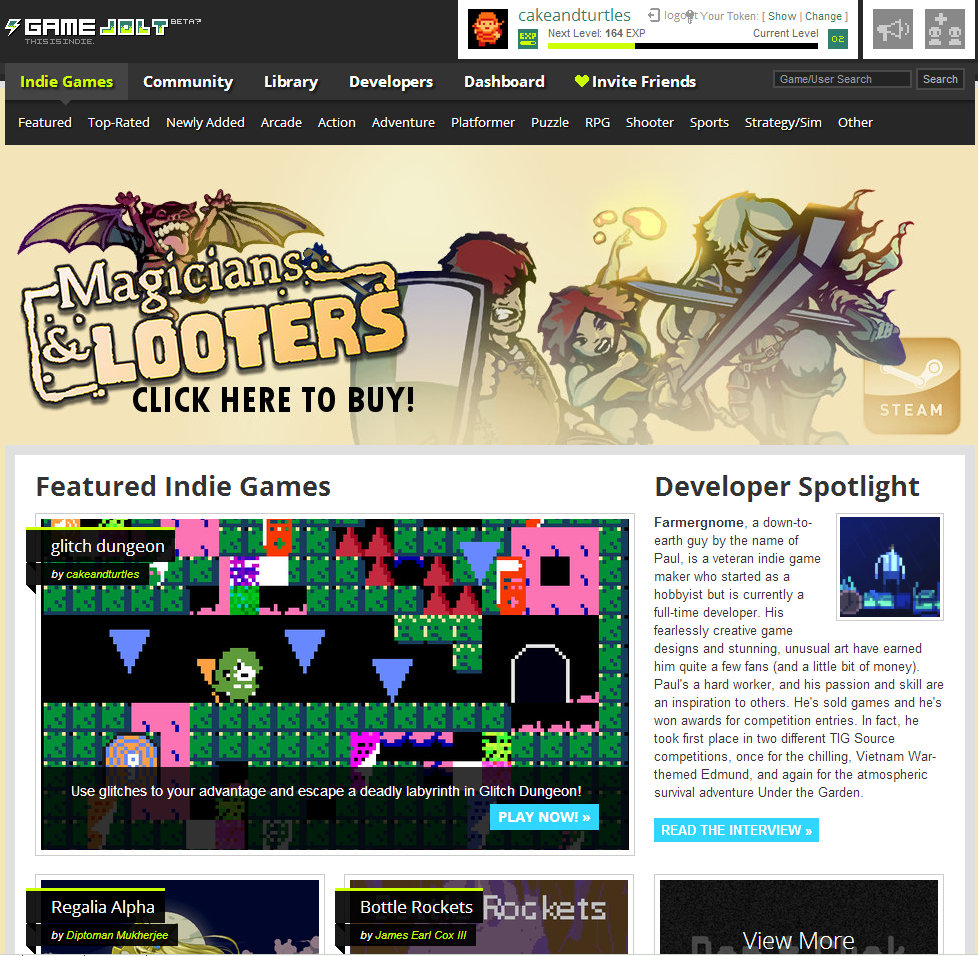 GAME JOLT BETA?
THIS IS INDIE.
cakeandturtles logout Your Token: [ Show | Change ]
EXP Next Level: 164 EXP Current Level 02
Indie Games Community Library Developers Dashboard Invite Friends Game/User Search Search
Featured Top-Rated Newly Added Arcade Action Adventure Platformer Puzzle RPG Shooter Sports Strategy/Sim Other
Magicians
& LOOTERS
CLICK HERE TO BUY!
STEAM
Featured Indie Games
glitch dungeon
by cakeandturtles
Use glitches to your advantage and escape a deadly labyrinth in Glitch Dungeon!
PLAY NOW! »
Developer Spotlight
Farmergnome, a down-to-
earth guy by the name of
Paul, is a veteran indie game
maker who started as a
hobbyist but is currently a
full-time developer. His
fearlessly creative game
designs and stunning, unusual art have earned
him quite a few fans (and a little bit of money).
Paul's a hard worker, and his passion and skill are
an inspiration to others. He's sold games and he's
won awards for competition entries. In fact, he
took first place in two different TIG Source
competitions, once for the chilling, Vietnam War-
themed Edmund, and again for the atmospheric
survival adventure Under the Garden.
READ THE INTERVIEW »
Regalia Alpha
by Diptoman Mukherjee
Bottle Rockets
by James Earl Cox III
Rockets
View More